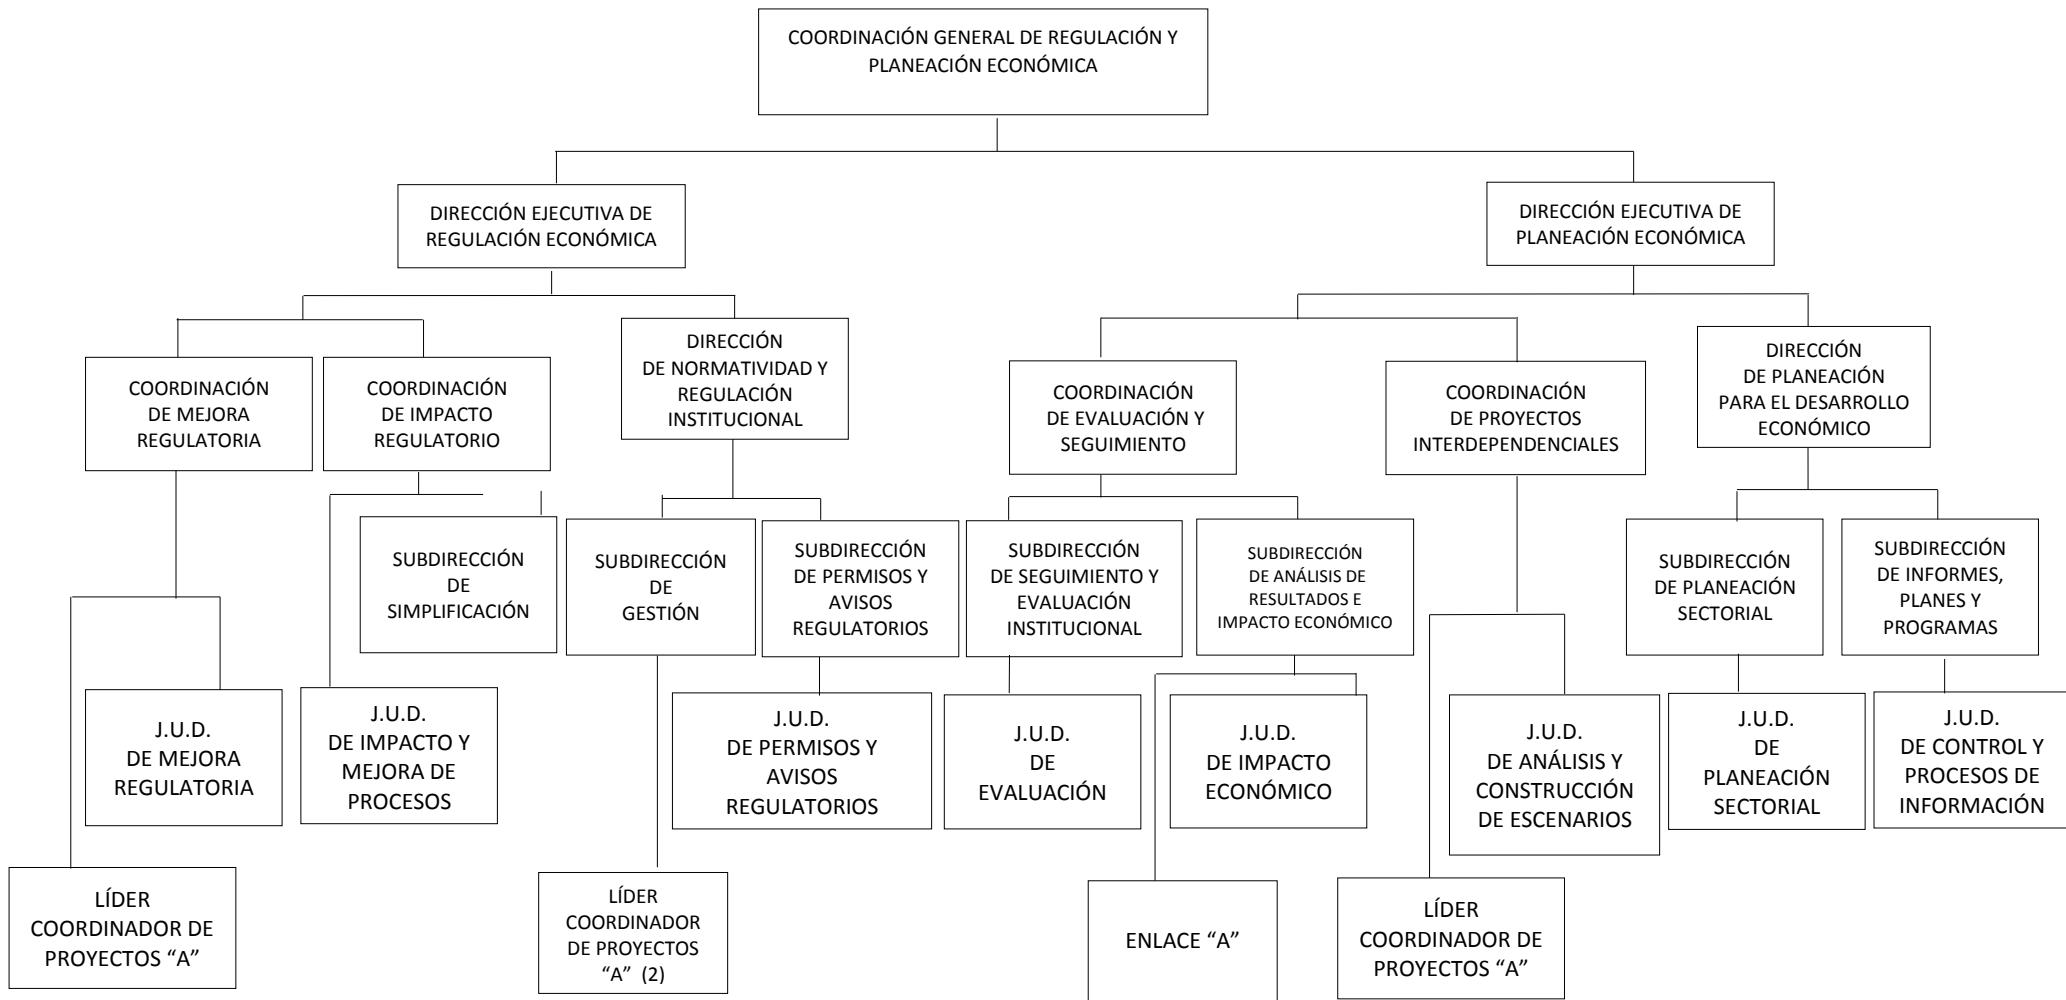 COORDINACIÓN GENERAL DE REGULACIÓN Y
PLANEACIÓN ECONÓMICA
DIRECCIÓN EJECUTIVA DE
REGULACIÓN ECONÓMICA
DIRECCIÓN EJECUTIVA DE
PLANEACIÓN ECONÓMICA
COORDINACIÓN
DE MEJORA
REGULATORIA
COORDINACIÓN
DE IMPACTO
REGULATORIO
DIRECCIÓN
DE NORMATIVIDAD Y
REGULACIÓN
INSTITUCIONAL
COORDINACIÓN
DE EVALUACIÓN Y
SEGUIMIENTO
COORDINACIÓN
DE PROYECTOS
INTERDEPENDENCIALES
DIRECCIÓN
DE PLANEACIÓN
PARA EL DESARROLLO
ECONÓMICO
SUBDIRECCIÓN
DE
SIMPLIFICACIÓN
SUBDIRECCIÓN
DE
GESTIÓN
SUBDIRECCIÓN
DE PERMISOS Y
AVISOS
REGULATORIOS
SUBDIRECCIÓN
DE SEGUIMIENTO Y
EVALUACIÓN
INSTITUCIONAL
SUBDIRECCIÓN
DE ANÁLISIS DE
RESULTADOS E
IMPACTO ECONÓMICO
SUBDIRECCIÓN
DE PLANEACIÓN
SECTORIAL
SUBDIRECCIÓN
DE INFORMES,
PLANES Y
PROGRAMAS
J.U.D.
DE MEJORA
REGULATORIA
J.U.D.
DE IMPACTO Y
MEJORA DE
PROCESOS
J.U.D.
DE PERMISOS Y
AVISOS
REGULATORIOS
J.U.D.
DE
EVALUACIÓN
J.U.D.
DE IMPACTO
ECONÓMICO
J.U.D.
DE ANÁLISIS Y
CONSTRUCCIÓN
DE ESCENARIOS
J.U.D.
DE
PLANEACIÓN
SECTORIAL
J.U.D.
DE CONTROL Y
PROCESOS DE
INFORMACIÓN
LÍDER
COORDINADOR DE
PROYECTOS “A”
LÍDER
COORDINADOR
DE PROYECTOS
“A” (2)
ENLACE “A”
LÍDER
COORDINADOR DE
PROYECTOS “A”